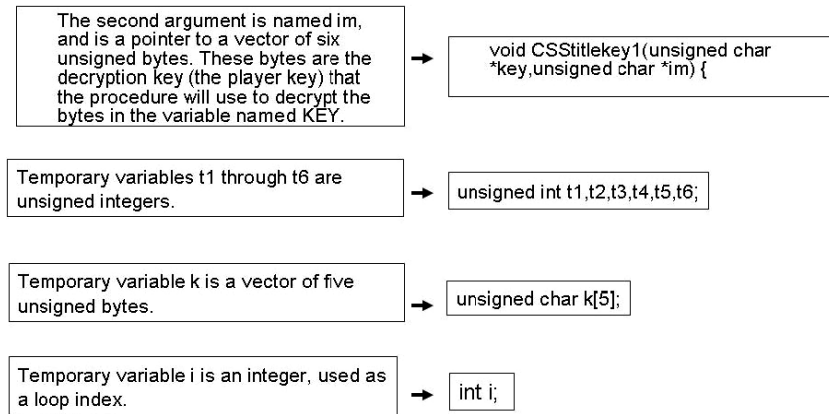 The second argument is named im,
and is a pointer to a vector of six
unsigned bytes. These bytes are the
decryption key (the player key) that
the procedure will use to decrypt the
bytes in the variable named KEY.
void CSStitlekey1(unsigned char
*key,unsigned char *im) {
Temporary variables t1 through t6 are
unsigned integers.
unsigned int t1,t2,t3,t4,t5,t6;
Temporary variable k is a vector of five
unsigned bytes.
unsigned char k[5];
Temporary variable i is an integer, used as
a loop index.
int i;